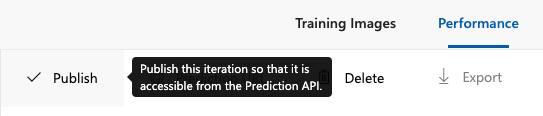 Training Images Performance
Publish
Publish this iteration so that it is
accessible from the Prediction API.
Delete Export